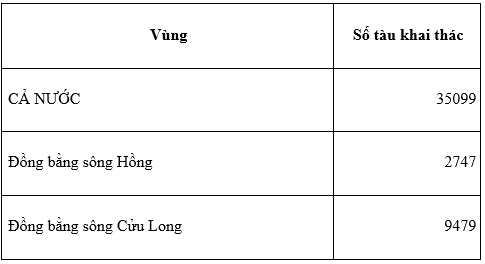 Vùng Số tàu khai thác
CẢ NƯỚC 35099
Đồng bằng sông Hồng 2747
Đồng bằng sông Cửu Long 9479